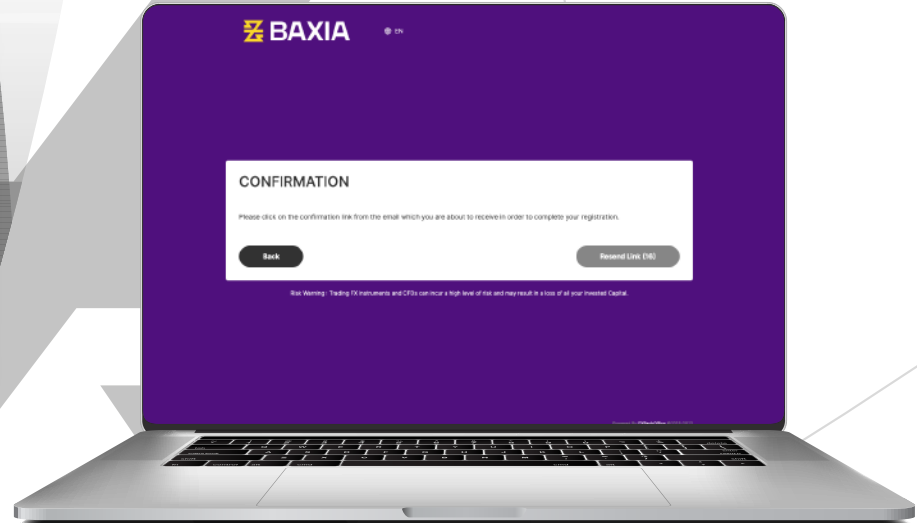 BAXIA
EN
CONFIRMATION
Please click on the confirmation link from the email which you are about to receive in order to complete your registration.
Back
Resend Link (16)
Risk Warning : Trading FX instruments and CFDs can incur a high level of risk and may result in a loss of all your invested Capital.